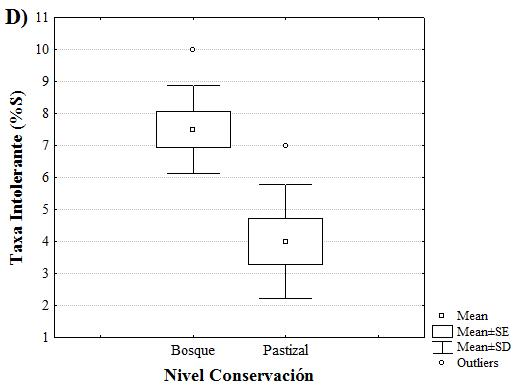 D)
Taxa Intolerante (%S)
11
10
9
8
7
6
5
4
3
2
1
Bosque Pastizal
Nivel Conservación
Mean
Mean±SE
Mean±SD
Outliers